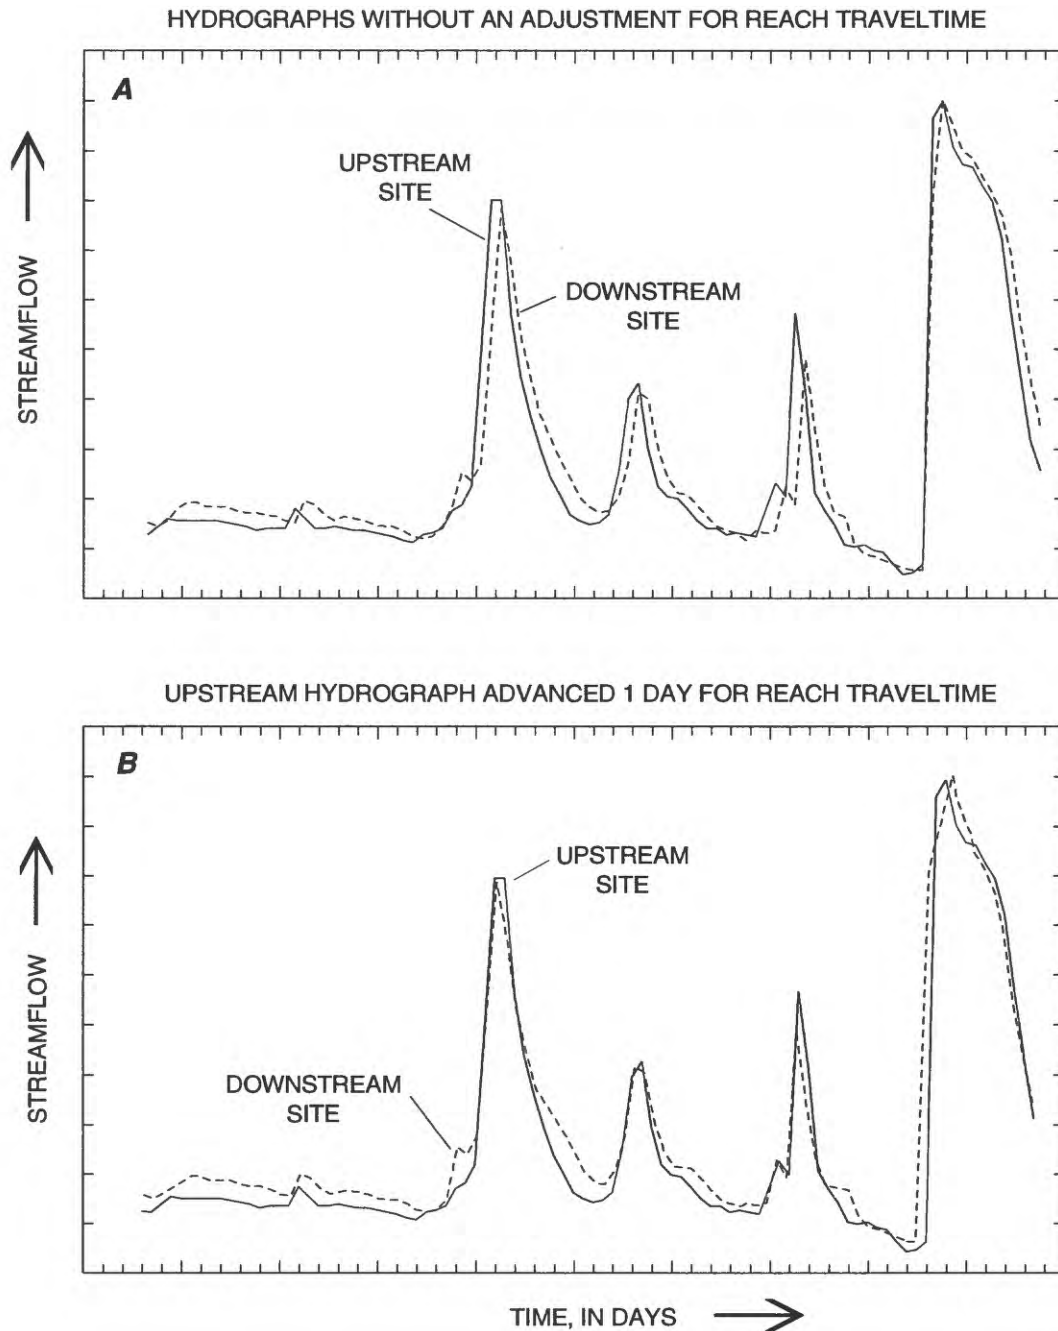 HYDROGRAPHS WITHOUT AN ADJUSTMENT FOR REACH TRAVELTIME
A
UPSTREAM
SITE
DOWNSTREAM
SITE
STREAMFLOW
UPSTREAM HYDROGRAPH ADVANCED 1 DAY FOR REACH TRAVELTIME
B
UPSTREAM
SITE
DOWNSTREAM
SITE
STREAMFLOW
TIME, IN DAYS